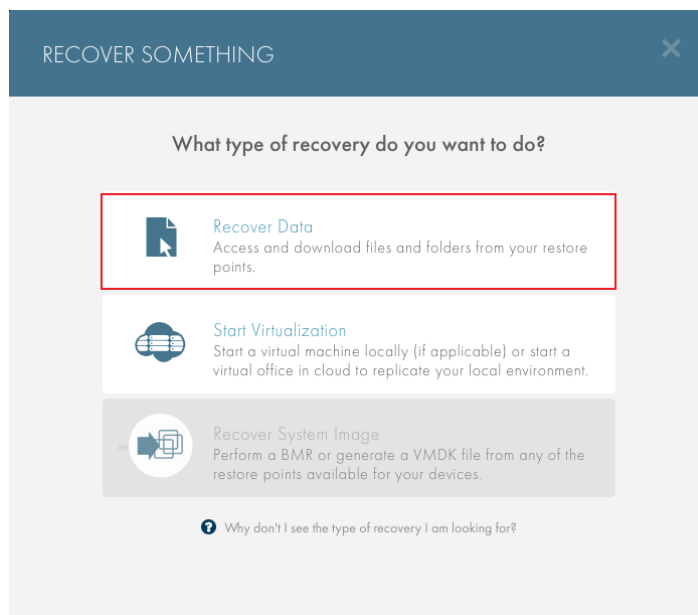 RECOVER SOMETHING
What type of recovery do you want to do?
Recover Data
Access and download files and folders from your restore
points.
Start Virtualization
Start a virtual machine locally (if applicable) or start a
virtual office in cloud to replicate your local environment.
Recover System Image
Perform a BMR or generate a VMDK file from any of the
restore points available for your devices.
? Why don't I see the type of recovery I am looking for?